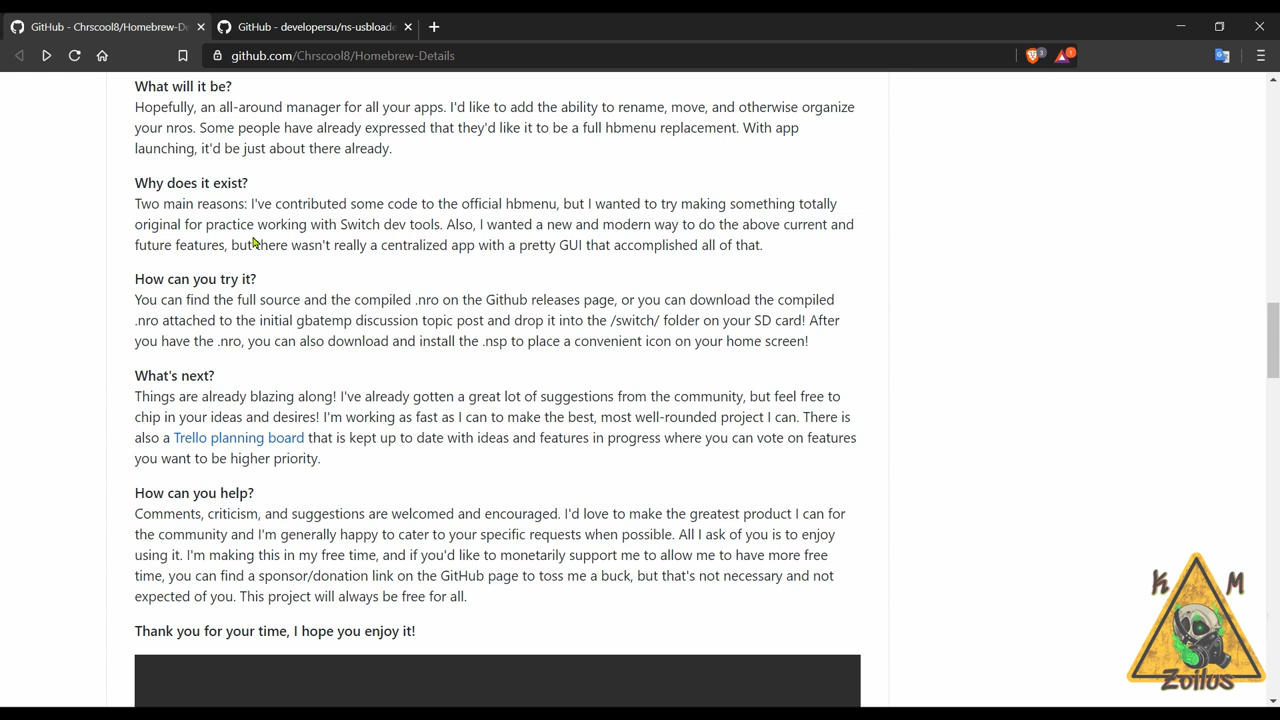 GitHub - Chrscool8/Homebrew-De
GitHub - developersu/ns-usbloade
github.com/Chrscool8/Homebrew-Details
3
1
What will it be?
Hopefully, an all-around manager for all your apps. I'd like to add the ability to rename, move, and otherwise organize
your nros. Some people have already expressed that they'd like it to be a full hbmenu replacement. With app
launching, it'd be just about there already.
Why does it exist?
Two main reasons: I've contributed some code to the official hbmenu, but I wanted to try making something totally
original for practice working with Switch dev tools. Also, I wanted a new and modern way to do the above current and
future features, but there wasn't really a centralized app with a pretty GUI that accomplished all of that.
How can you try it?
You can find the full source and the compiled .nro on the Github releases page, or you can download the compiled
.nro attached to the initial gbatemp discussion topic post and drop it into the /switch/ folder on your SD card! After
you have the .nro, you can also download and install the .nsp to place a convenient icon on your home screen!
What's next?
Things are already blazing along! I've already gotten a great lot of suggestions from the community, but feel free to
chip in your ideas and desires! I'm working as fast as I can to make the best, most well-rounded project I can. There is
also a Trello planning board that is kept up to date with ideas and features in progress where you can vote on features
you want to be higher priority.
How can you help?
Comments, criticism, and suggestions are welcomed and encouraged. I'd love to make the greatest product I can for
the community and I'm generally happy to cater to your specific requests when possible. All I ask of you is to enjoy
using it. I'm making this in my free time, and if you'd like to monetarily support me to allow me to have more free
time, you can find a sponsor/donation link on the GitHub page to toss me a buck, but that's not necessary and not
expected of you. This project will always be free for all.
Thank you for your time, I hope you enjoy it!
K M
Zoilus